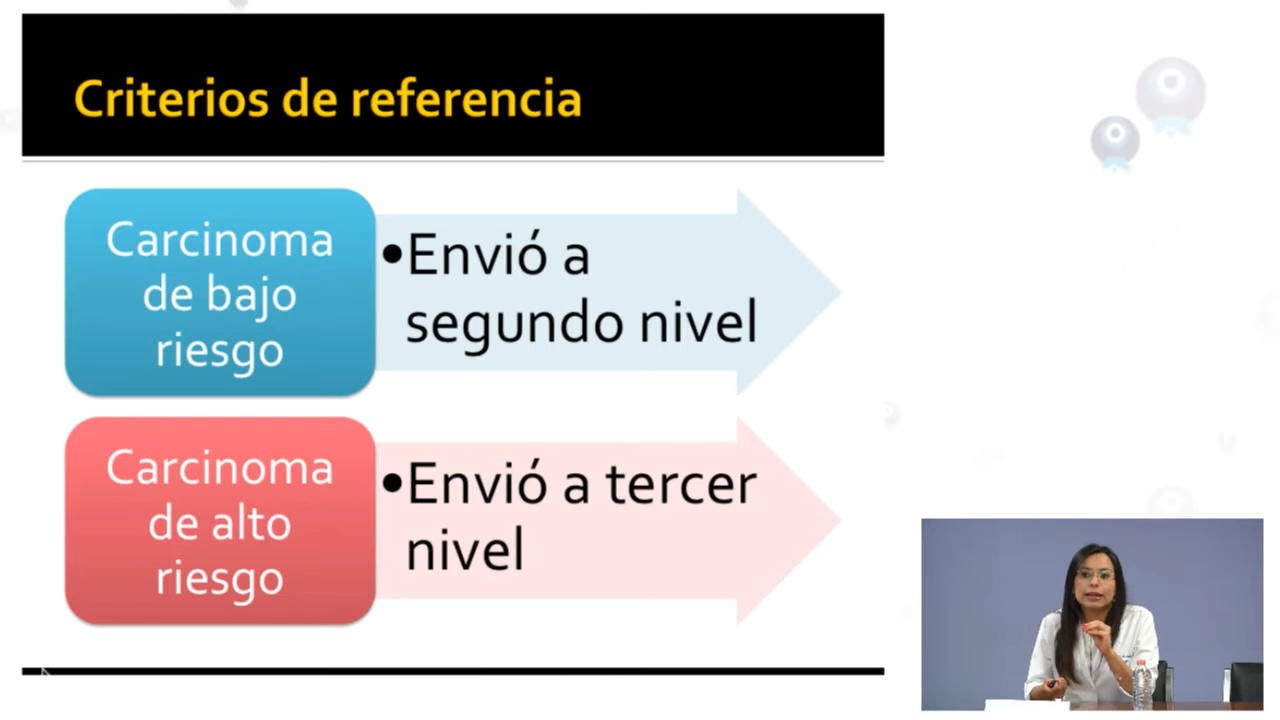 Criterios de referencia
Carcinoma
de bajo
riesgo
•Envió a
segundo nivel
Carcinoma
de alto
riesgo
•Envió a tercer
nivel